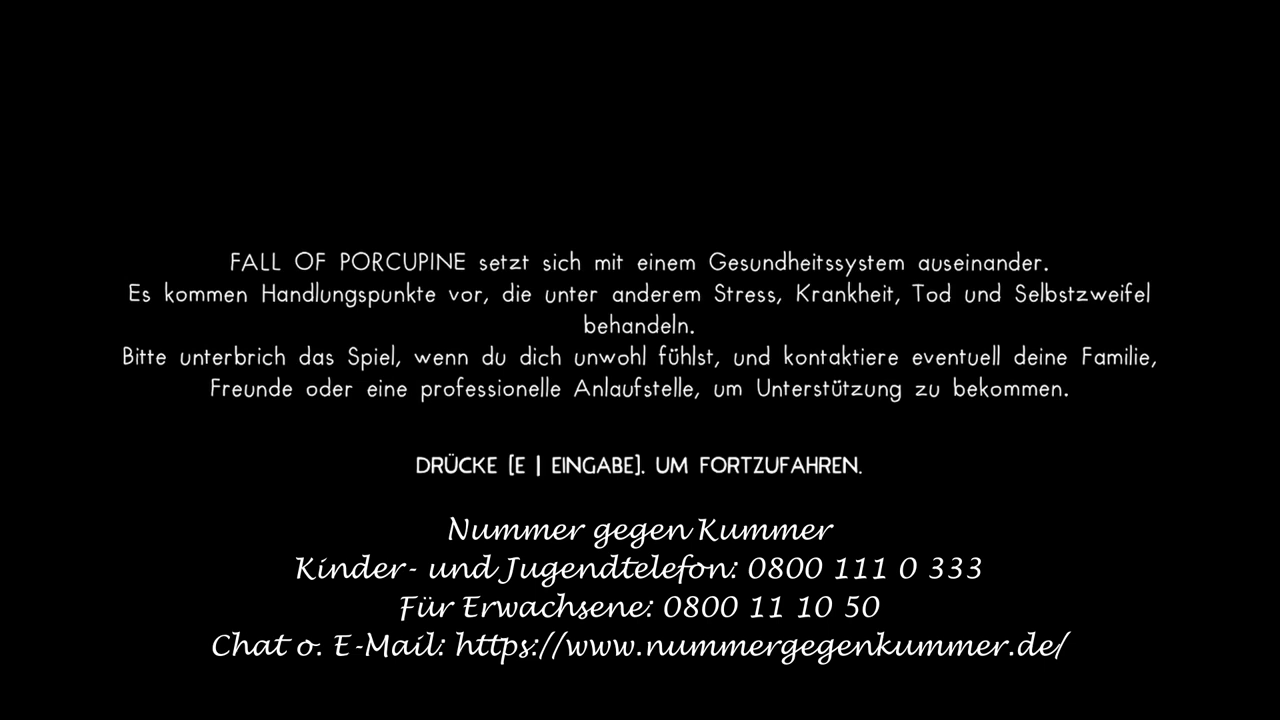 FALL OF PORCUPINE setzt sich mit einem Gesundheitssystem auseinander.
Es kommen Handlungspunkte vor, die unter anderem Stress, Krankheit, Tod und Selbstzweifel
behandeln.
Bitte unterbrich das Spiel, wenn du dich unwohl fühlst, und kontaktiere eventuell deine Familie,
Freunde oder eine professionelle Anlaufstelle, um Unterstützung zu bekommen.
DRÜCKE [E | EINGABE]. UM FORTZUFAHREN.
Nummer gegen Kummer
Kinder- und Jugendtelefon: 0800 111 0 333
Für Erwachsene: 0800 11 10 50
Chat o. E-Mail: https://www.nummergegenkummer.de/